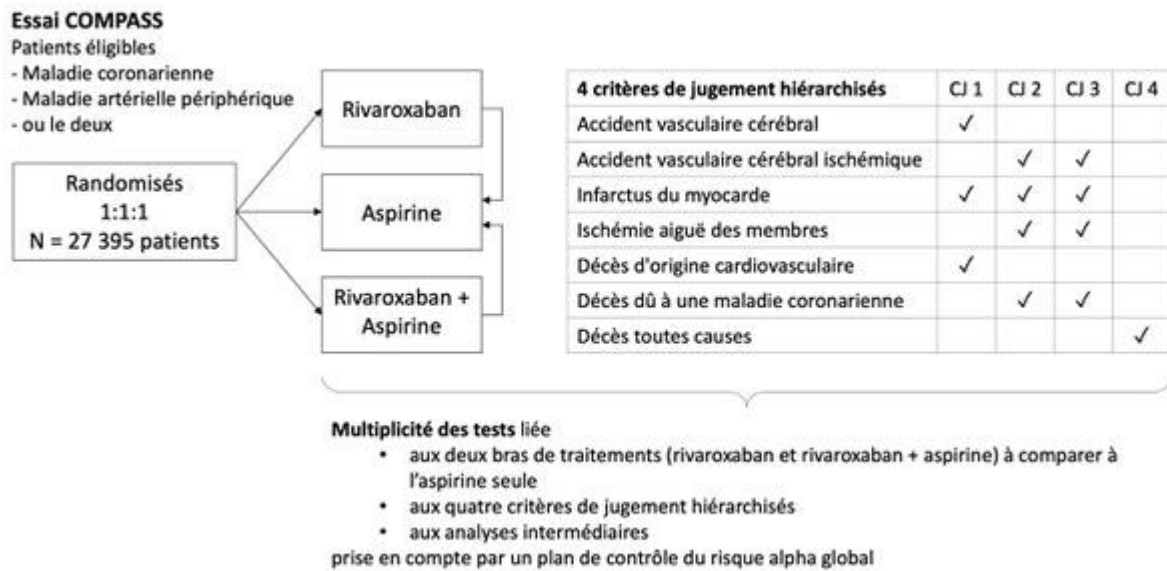 Essai COMPASS
Patients éligibles
- Maladie coronarienne
- Maladie artérielle périphérique
- ou le deux
Randomisés
1:1:1
N = 27 395 patients
Rivaroxaban
Aspirine
Rivaroxaban +
Aspirine
4 critères de jugement hiérarchisés CJ 1 CJ 2 CJ 3 CJ 4
Accident vasculaire cérébral ✓
Accident vasculaire cérébral ischémique ✓ ✓
Infarctus du myocarde ✓ ✓ ✓
Ischémie aiguë des membres ✓ ✓
Décès d'origine cardiovasculaire ✓
Décès dû à une maladie coronarienne ✓ ✓
Décès toutes causes ✓
Multiplicité des tests liée
• aux deux bras de traitements (rivaroxaban et rivaroxaban + aspirine) à comparer à
l'aspirine seule
• aux quatre critères de jugement hiérarchisés
• aux analyses intermédiaires
prise en compte par un plan de contrôle du risque alpha global